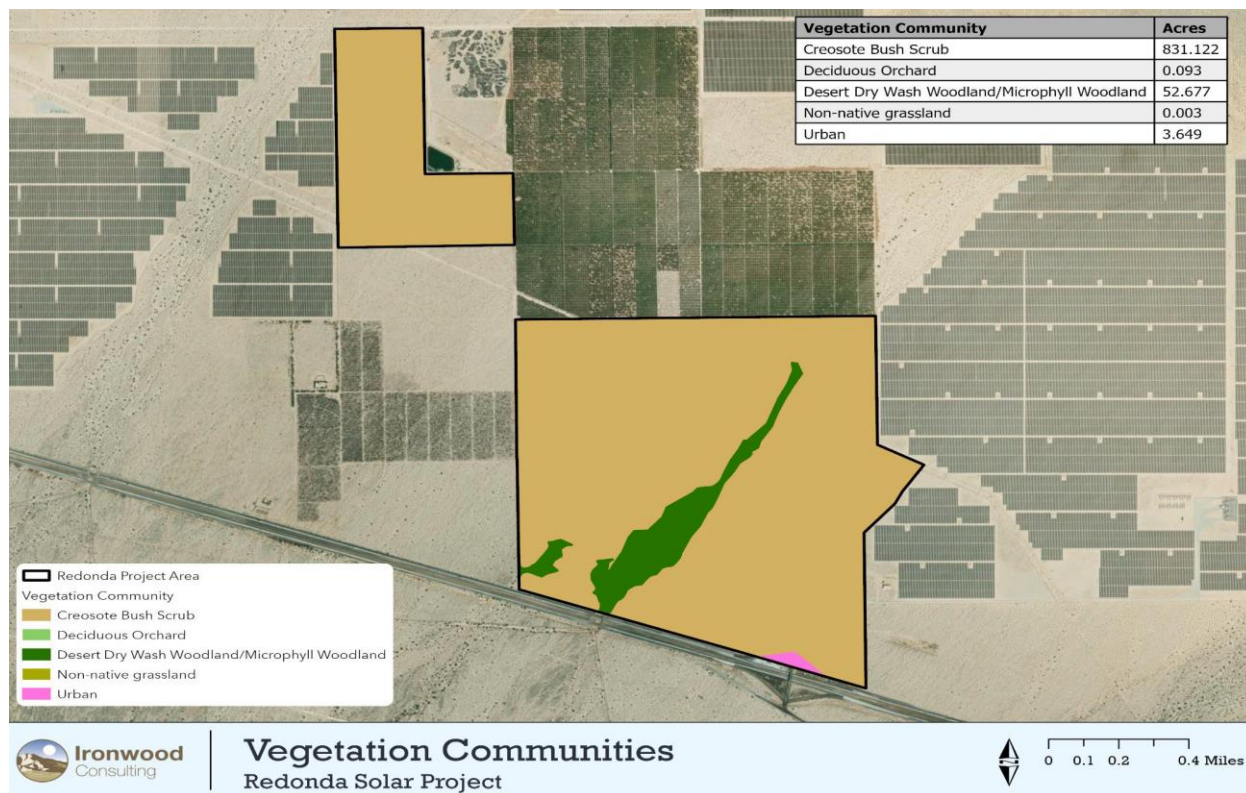 Vegetation Community Acres
Creosote Bush Scrub 831.122
Deciduous Orchard 0.093
Desert Dry Wash Woodland/Microphyll Woodland 52.677
Non-native grassland 0.003
Urban 3.649
Redonda Project Area
Vegetation Community
Creosote Bush Scrub
Deciduous Orchard
Desert Dry Wash Woodland/Microphyll Woodland
Non-native grassland
Urban
Ironwood
Consulting
Vegetation Communities
Redonda Solar Project
0 0.1 0.2 0.4 Miles